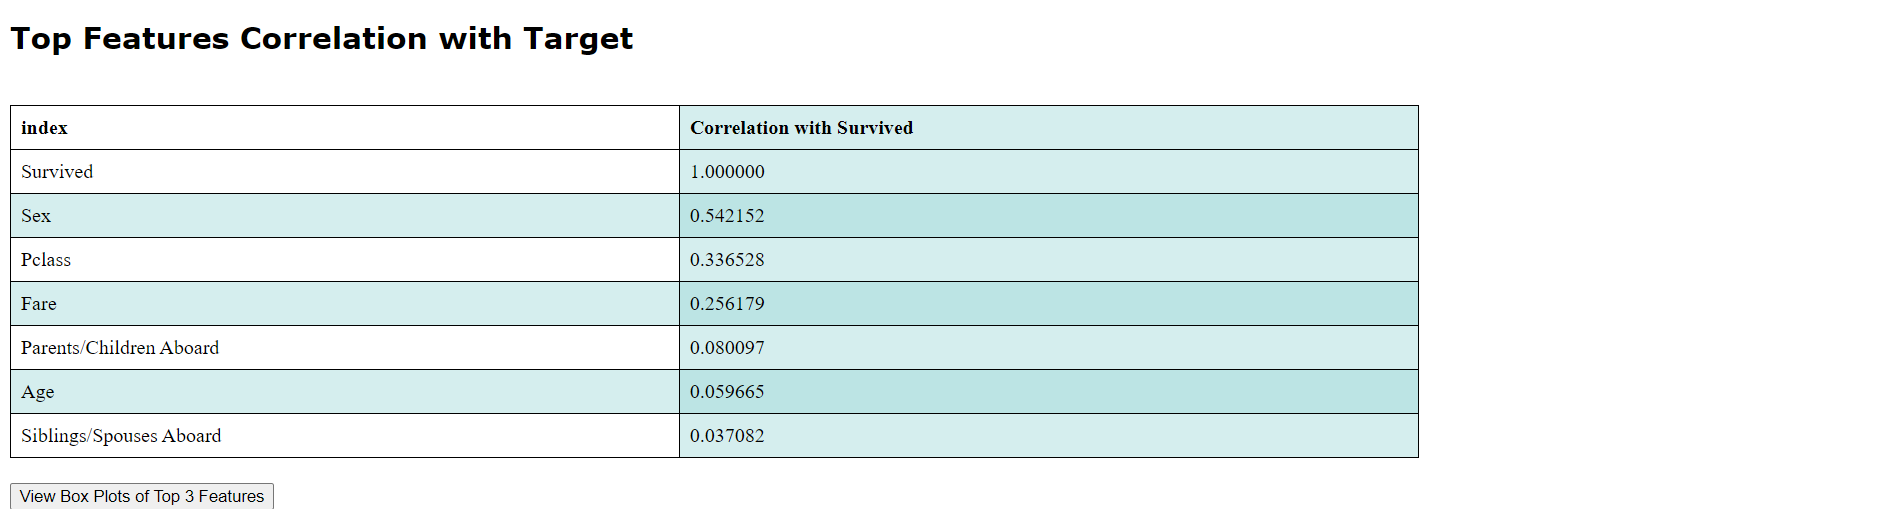 Top Features Correlation with Target
index Correlation with Survived
Survived 1.000000
Sex 0.542152
Pclass 0.336528
Fare 0.256179
Parents/Children Aboard 0.080097
Age 0.059665
Siblings/Spouses Aboard 0.037082
View Box Plots of Top 3 Features